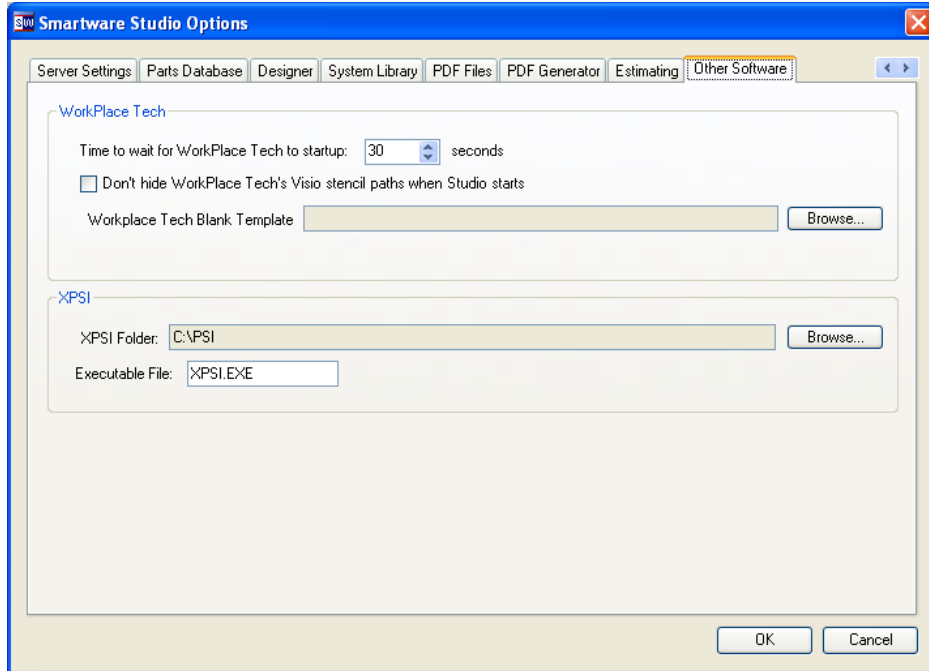 SW Smartware Studio Options
Server Settings Parts Database Designer System Library PDF Files PDF Generator Estimating Other Software
WorkPlace Tech
Time to wait for WorkPlace Tech to startup: 30 seconds
Don't hide WorkPlace Tech's Visio stencil paths when Studio starts
Workplace Tech Blank Template Browse...
XPSI
XPSI Folder: C:\PSI Browse...
Executable File: XPSI.EXE
OK Cancel